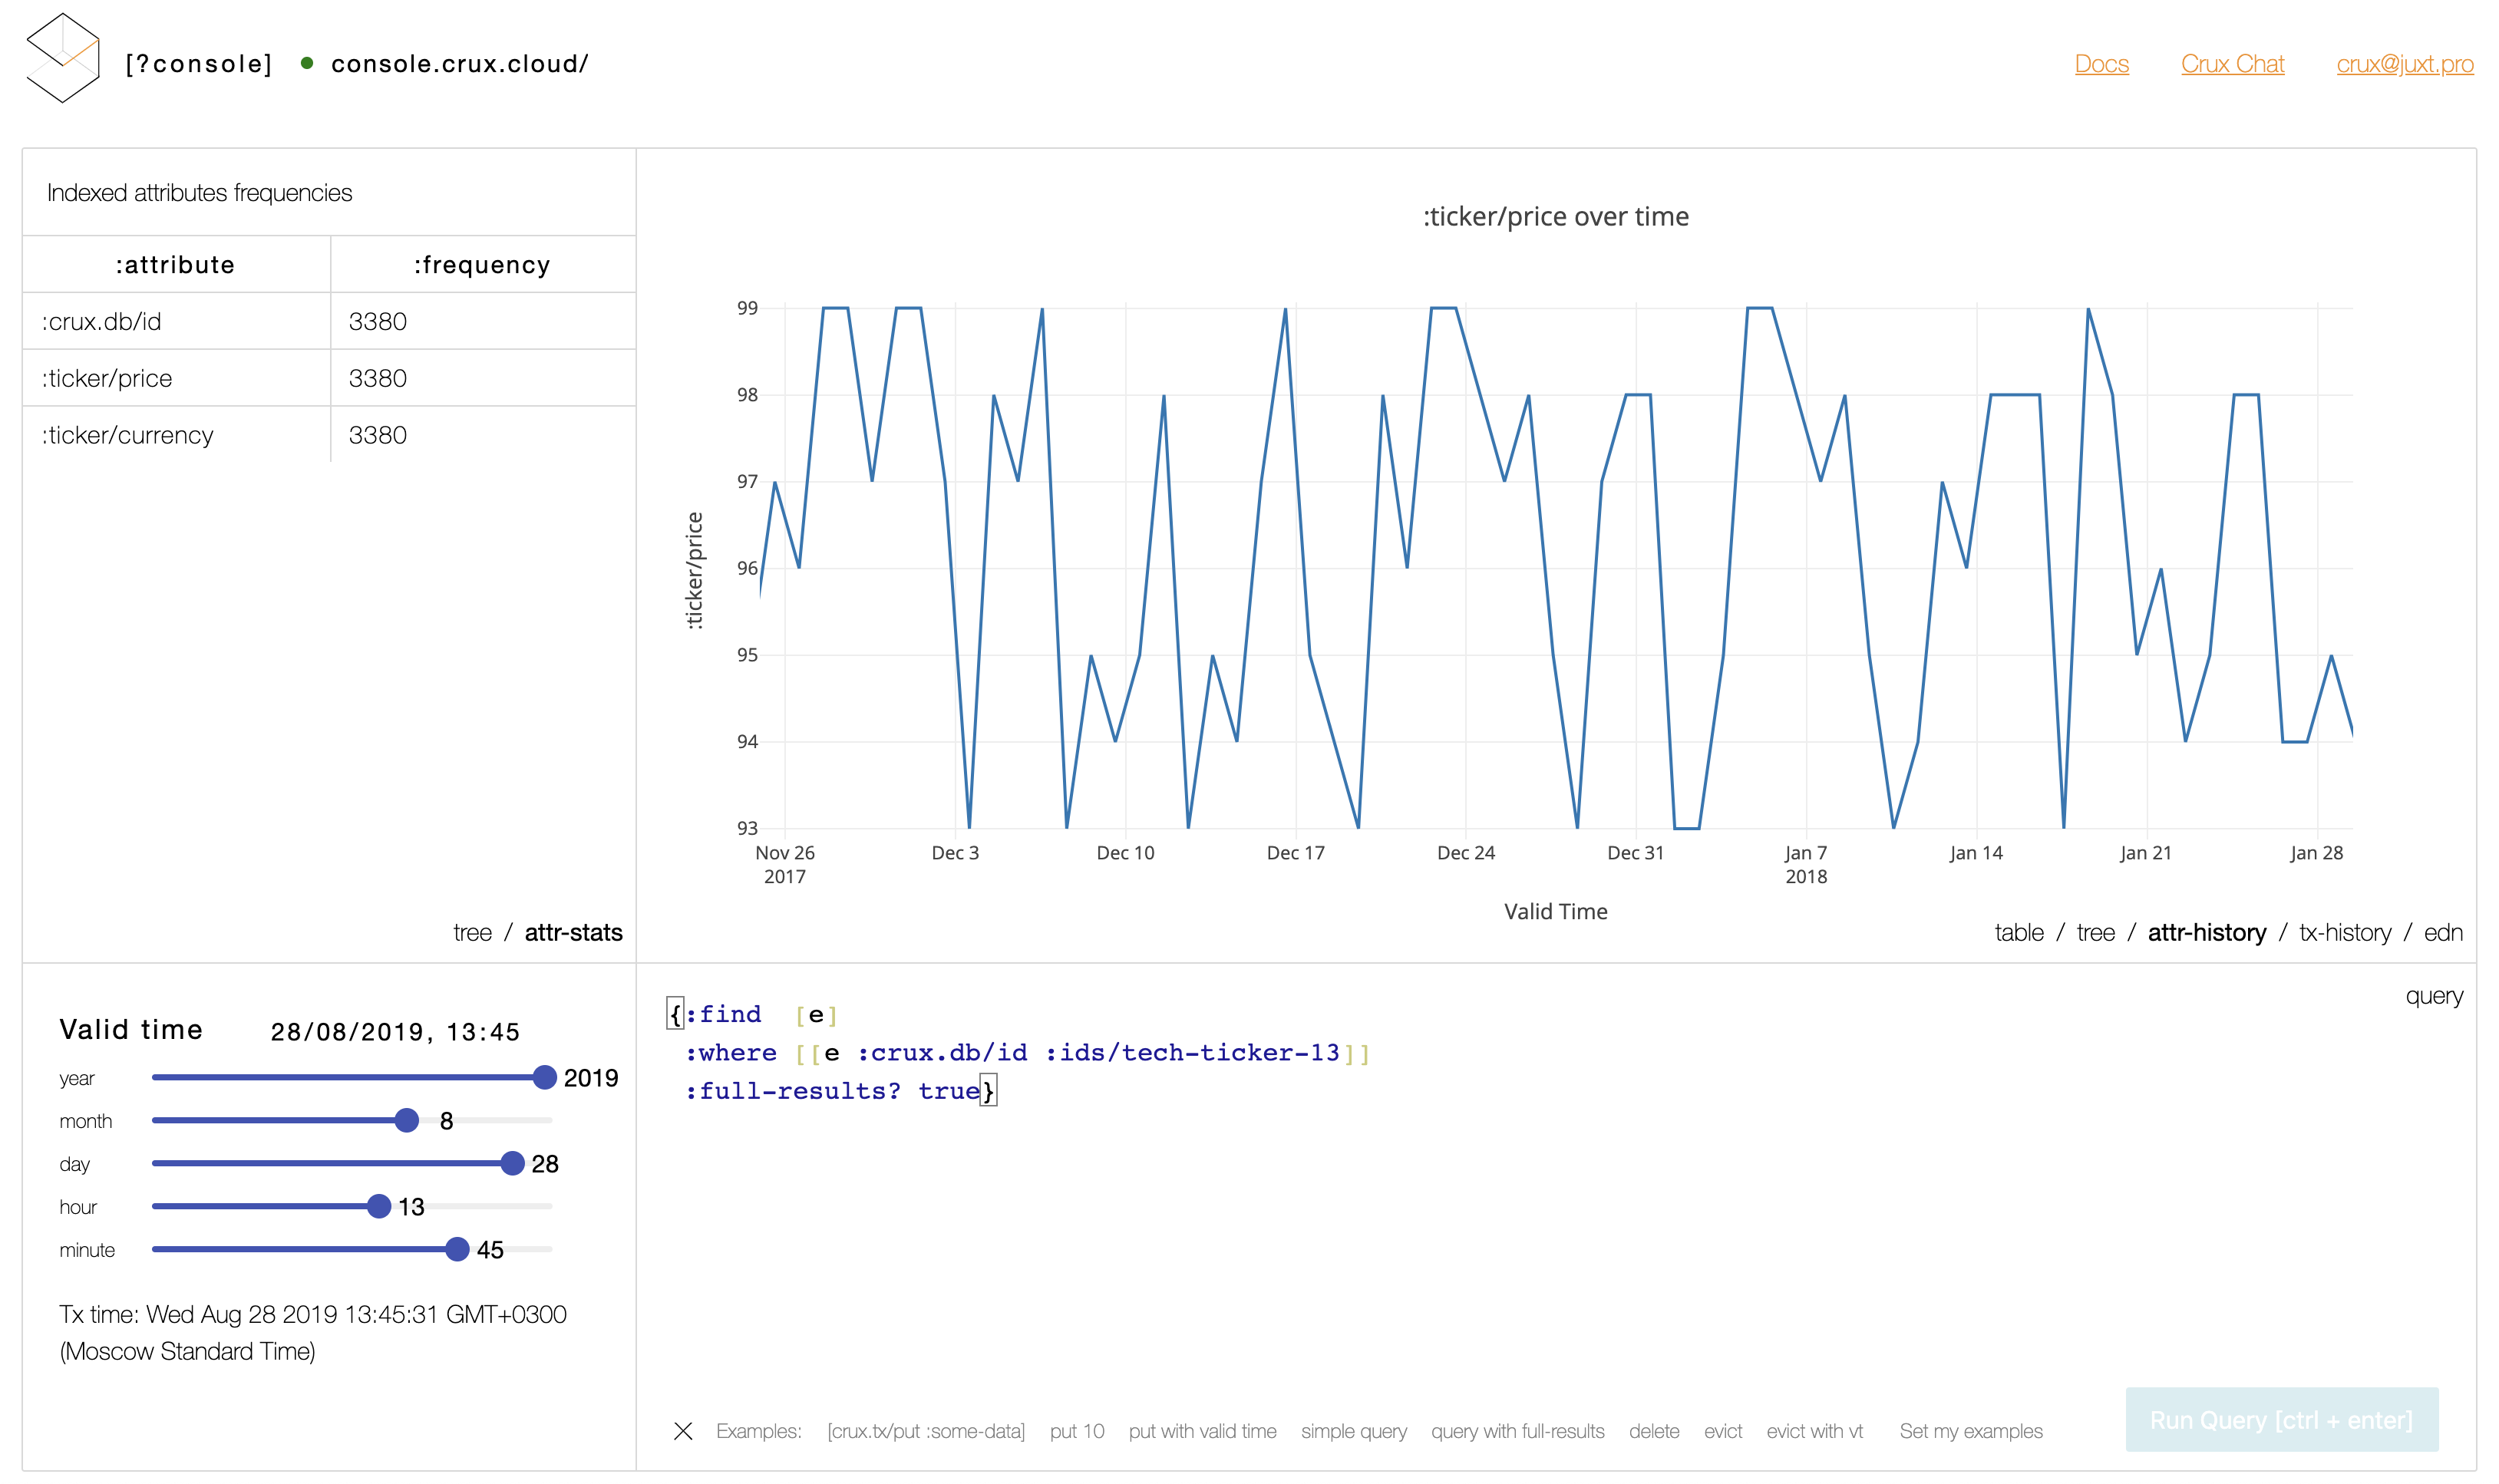 [?console] console.crux.cloud/
Docs Crux Chat crux@juxt.pro
Indexed attributes frequencies
:attribute :frequency
:crux.db/id 3380
:ticker/price 3380
:ticker/currency 3380
tree / attr-stats
:ticker/price over time
99
98
97
96
95
94
93
:ticker/price
Nov 26 Dec 3 Dec 10 Dec 17 Dec 24 Dec 31 Jan 7 Jan 14 Jan 21 Jan 28
2017 2018
Valid Time
table / tree / attr-history / tx-history / edn
Valid time 28/08/2019, 13:45
year 2019
month 8
day 28
hour 13
minute 45
Tx time: Wed Aug 28 2019 13:45:31 GMT+0300
(Moscow Standard Time)
query
{:find [e]
:where [[e :crux.db/id :ids/tech-ticker-13]]
:full-results? true}
Examples: [crux.tx/put :some-data] put 10 put with valid time simple query query with full-results delete evict evict with vt Set my examples
Run Query [ctrl + enter]